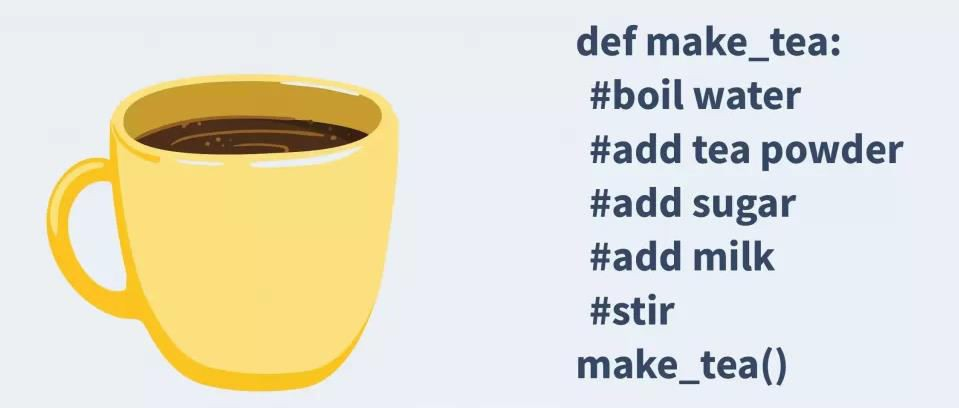 def make_tea:
#boil water
#add tea powder
#add sugar
#add milk
#stir
make_tea()